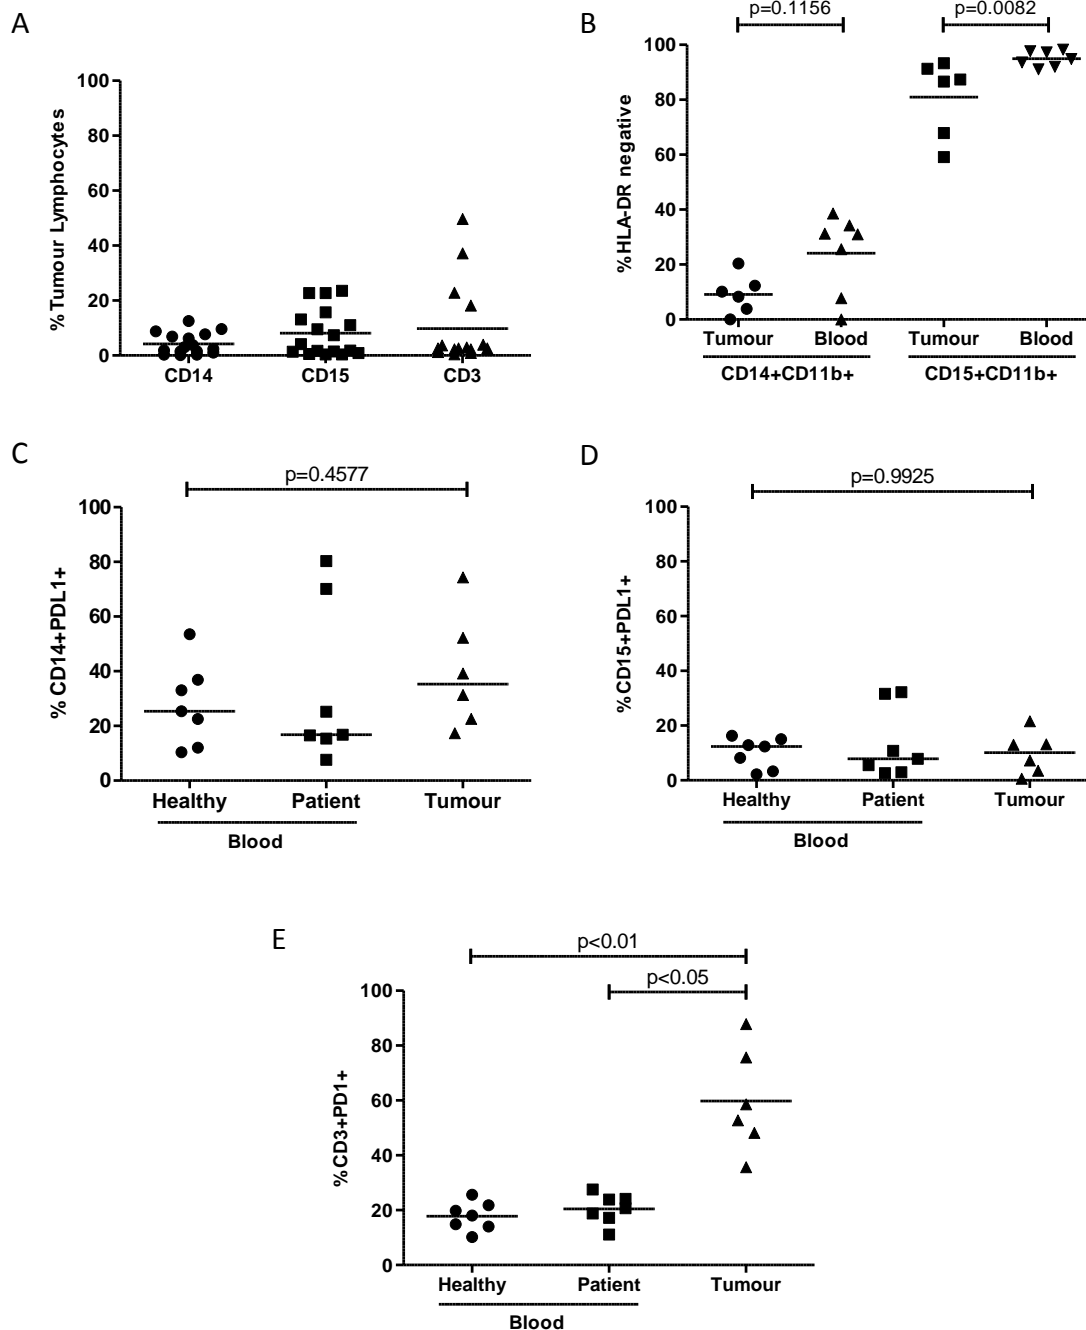 A
% Tumour Lymphocytes
100
80
60
40
20
0
CD14 CD15 CD3
B
p=0.1156 p=0.0082
%HLA-DR negative
100
80
60
40
20
0
Tumour Blood Tumour Blood
CD14+CD11b+ CD15+CD11b+
C
p=0.4577
% CD14+PDL1+
100
80
60
40
20
0
Healthy Patient Tumour
Blood
D
p=0.9925
%CD15+PDL1+
100
80
60
40
20
0
Healthy Patient Tumour
Blood
E
p<0.01
p<0.05
%CD3+PD1+
100
80
60
40
20
0
Healthy Patient Tumour
Blood